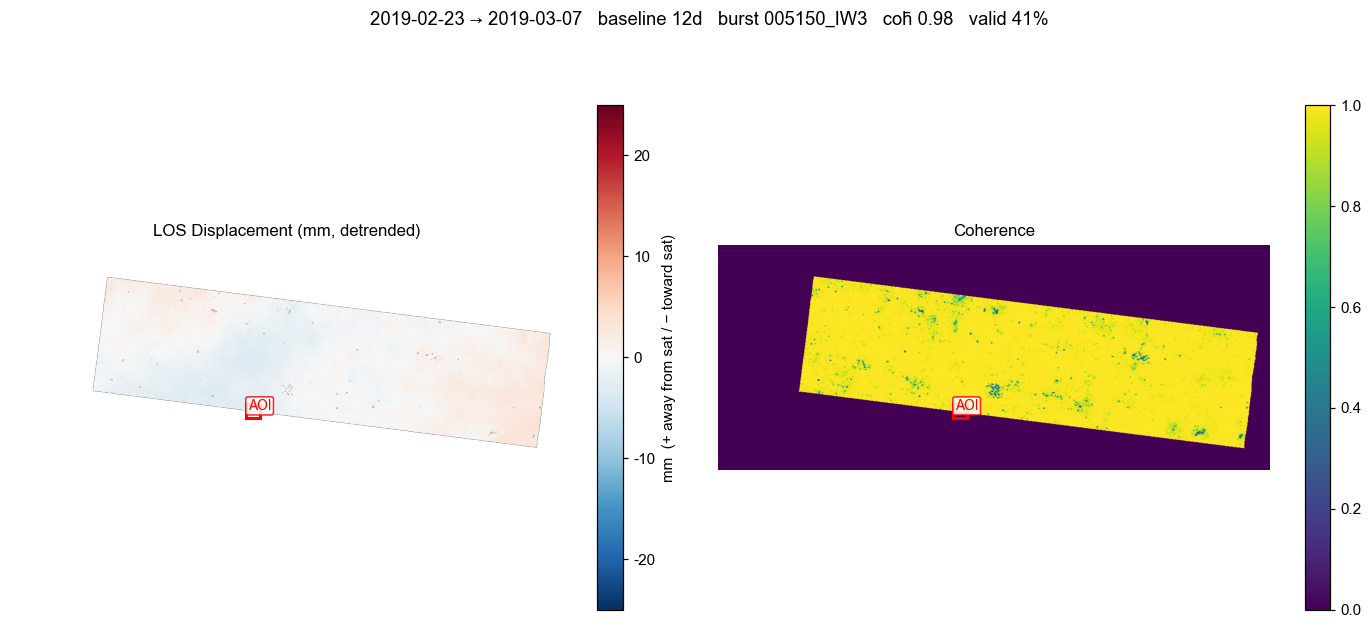 2019-02-23 → 2019-03-07 baseline 12d burst 005150_IW3 coh̄ 0.98 valid 41%
LOS Displacement (mm, detrended)
AOI
20
10
0
-10
-20
mm (+ away from sat / − toward sat)
Coherence
AOI
1.0
0.8
0.6
0.4
0.2
0.0